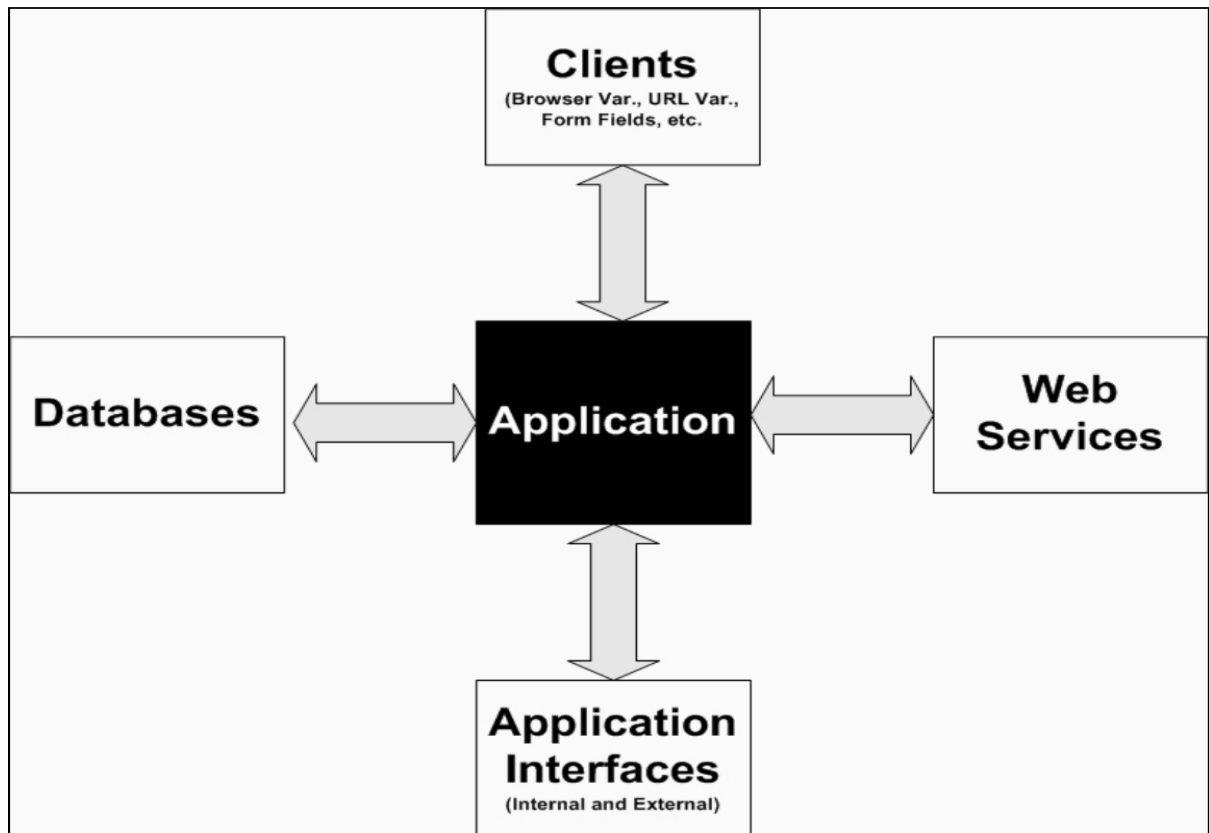 Clients
(Browser Var., URL Var.,
Form Fields, etc.
Databases
Application
Web
Services
Application
Interfaces
(Internal and External)